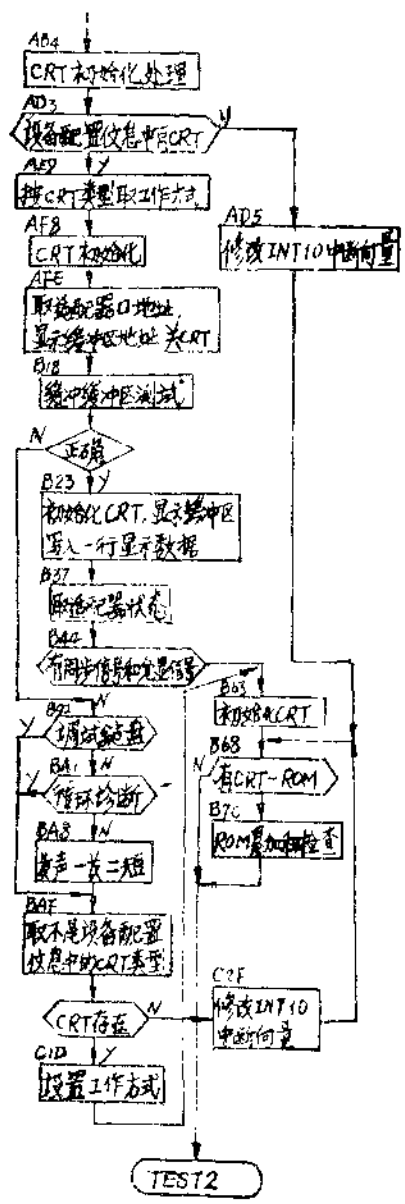 AB4
CRT初始化处理
AD3
设备配置信息中有CRT
N
AE9
Y
按CRT类型取工作方式
AD5
修改INT10中断向量
AF8
CRT初始化
AFE
取适配器口地址,
显示缓冲区地址 关CRT
B18
缓冲缓冲区测试
N
正确
B23
Y
初始化CRT,显示缓冲区
写入一行显示数据
B37
取适配器状态
B44
有同步信号和光显信号
B63
初始化CRT
N
B92
Y
调试
B68
N
有CRT-ROM
BA1
N
Y
循环诊断
B7C
ROM累加和检查
BA8
N
发声一长二短
BAF
取不是设备配置
信息中的CRT类型
C2F
修改INT10
中断向量
CRT存在
N
C1D
Y
设置工作方式
TEST2